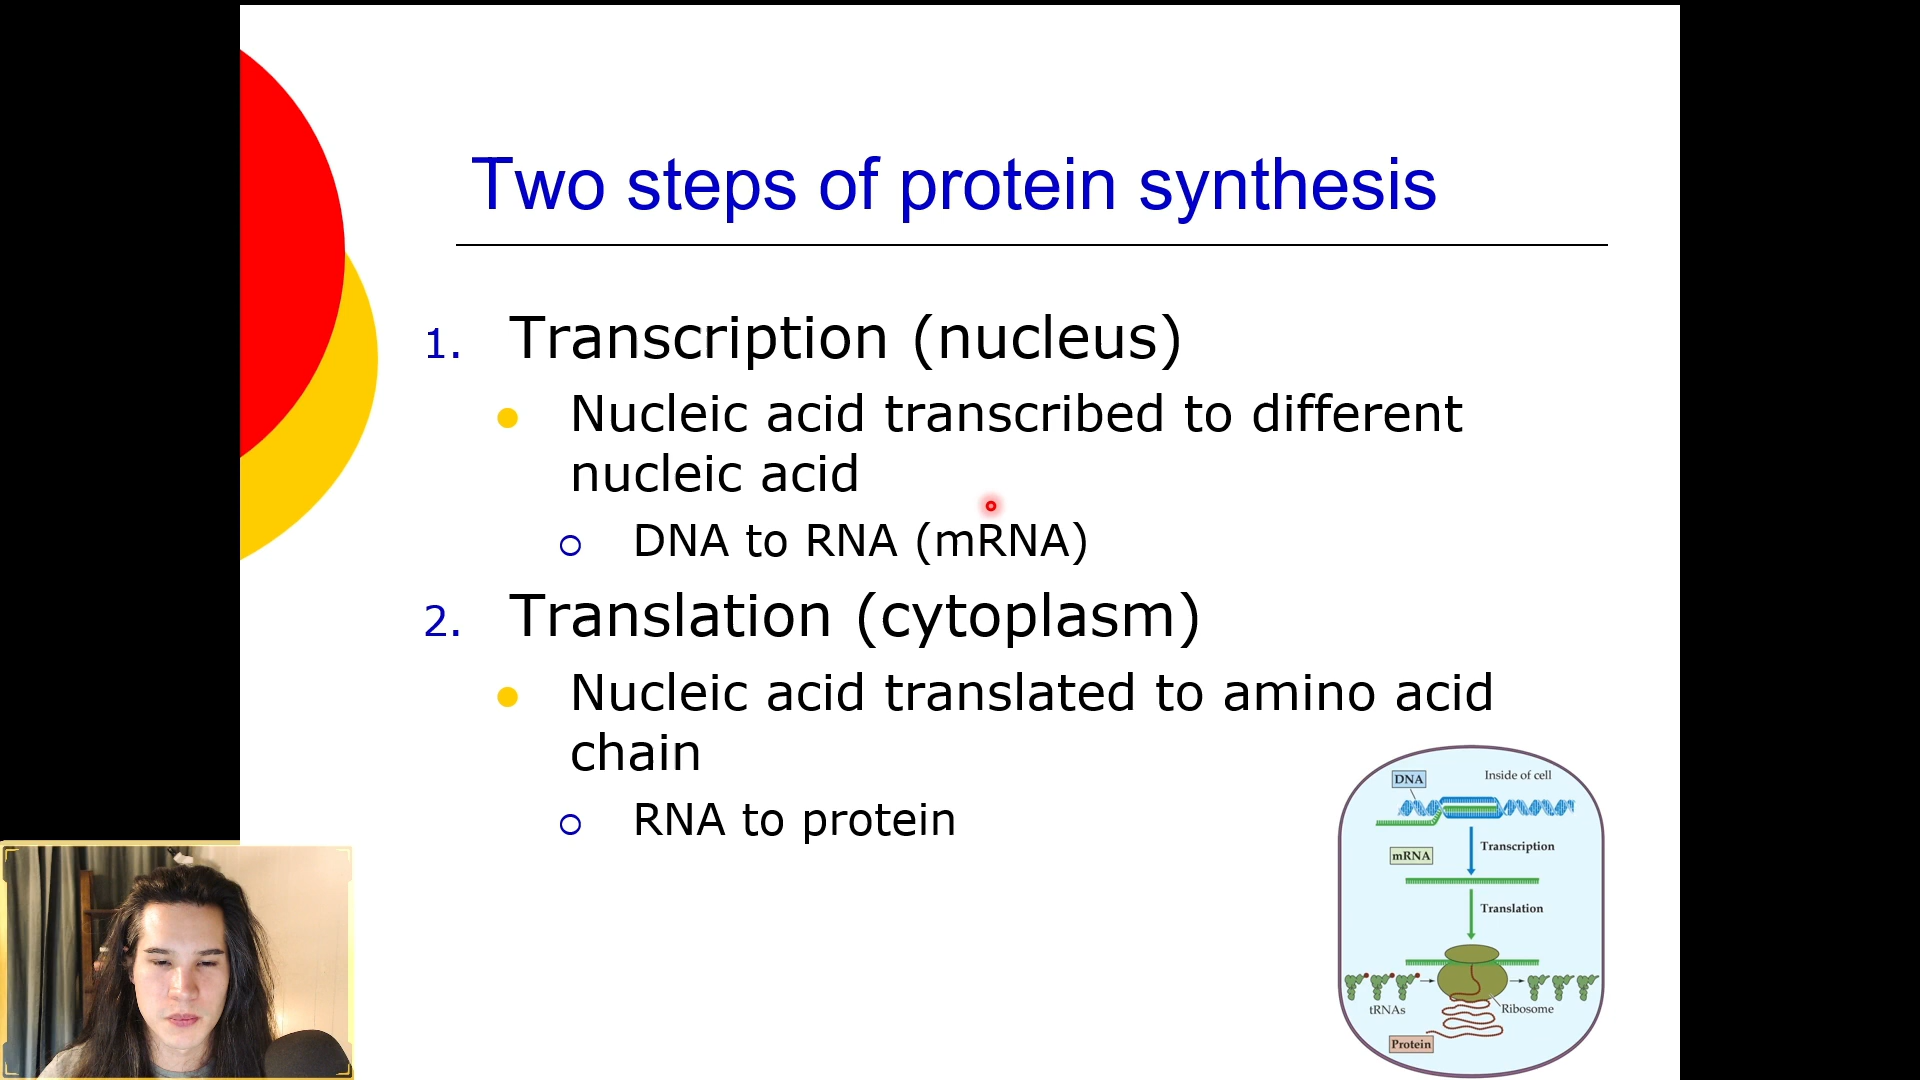 Two steps of protein synthesis
1. Transcription (nucleus)
Nucleic acid transcribed to different
nucleic acid
DNA to RNA (mRNA)
2. Translation (cytoplasm)
Nucleic acid translated to amino acid
chain
RNA to protein
DNA
Inside of cell
Transcription
mRNA
Translation
tRNAs
Ribosome
Protein